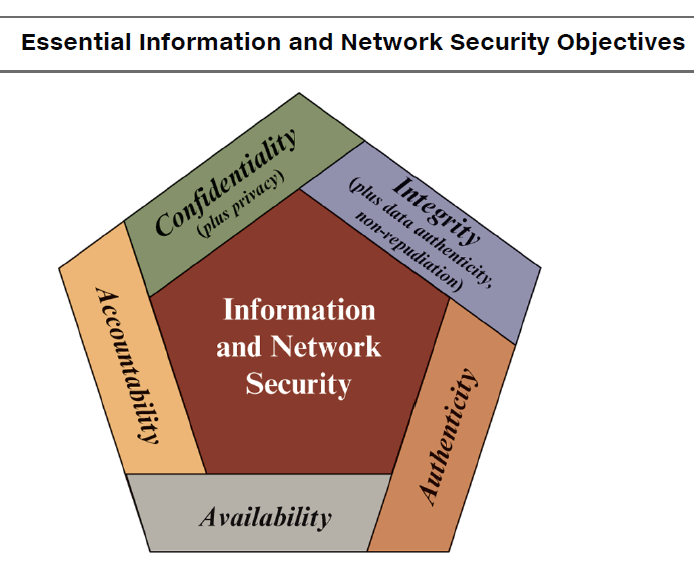 Essential Information and Network Security Objectives
Confidentiality
(plus privacy)
Integrity
(plus data authenticity,
non-repudiation)
Accountability
Information
and Network
Security
Authenticity
Availability